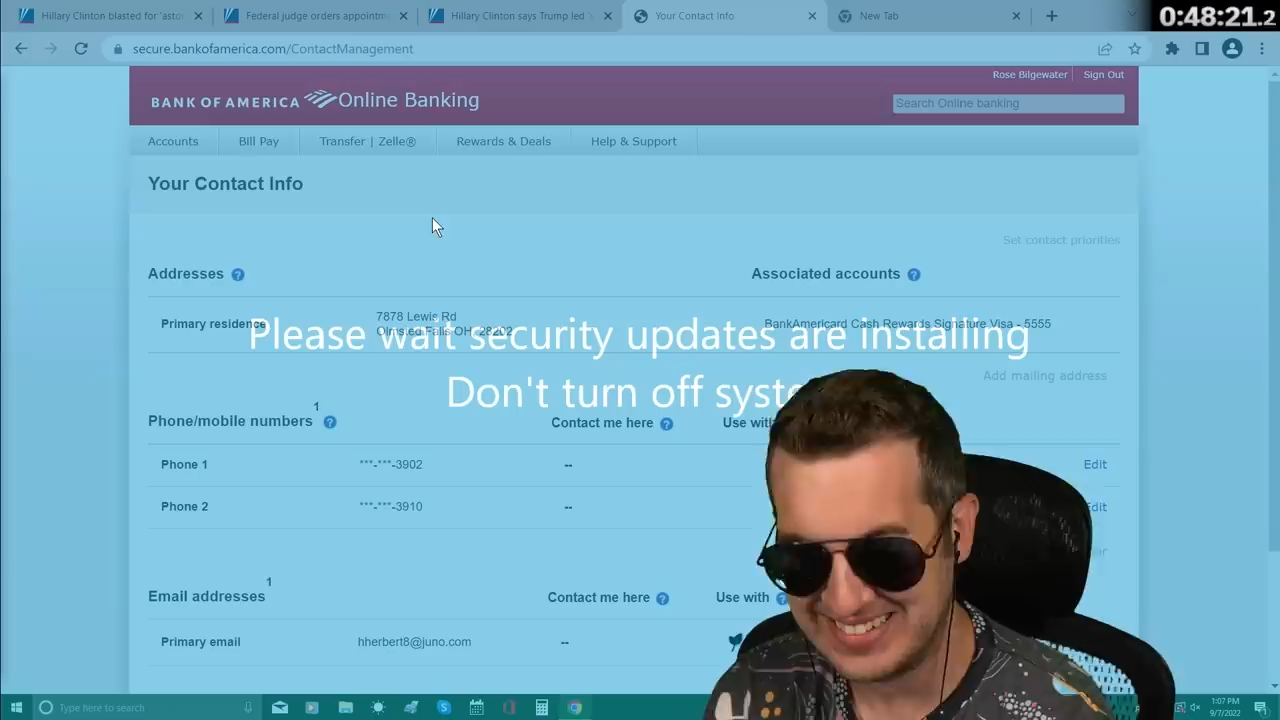 Hillary Clinton blasted for 'asto
Federal judge orders appointm
Hillary Clinton says Trump led '
Your Contact Info
New Tab
0:48:21.2
secure.bankofamerica.com/ContactManagement
Rose Bilgewater
Sign Out
BANK OF AMERICA
Online Banking
Search Online banking
Accounts
Bill Pay
Transfer | Zelle®
Rewards & Deals
Help & Support
Your Contact Info
Set contact priorities
Addresses ?
Associated accounts ?
Primary residence
7878 Lewis Rd
Olmsted Falls OH, 28202
BankAmericard Cash Rewards Signature Visa - 5555
Please wait security updates are installing
Don't turn off syste
Add mailing address
Phone/mobile numbers 1 ?
Contact me here ?
Use with
Phone 1
***-***-3902
--
Edit
Phone 2
***-***-3910
--
Edit
Email addresses 1
Contact me here ?
Use with ?
Primary email
hherbert8@juno.com
--
Type here to search
1:07 PM
9/7/2022